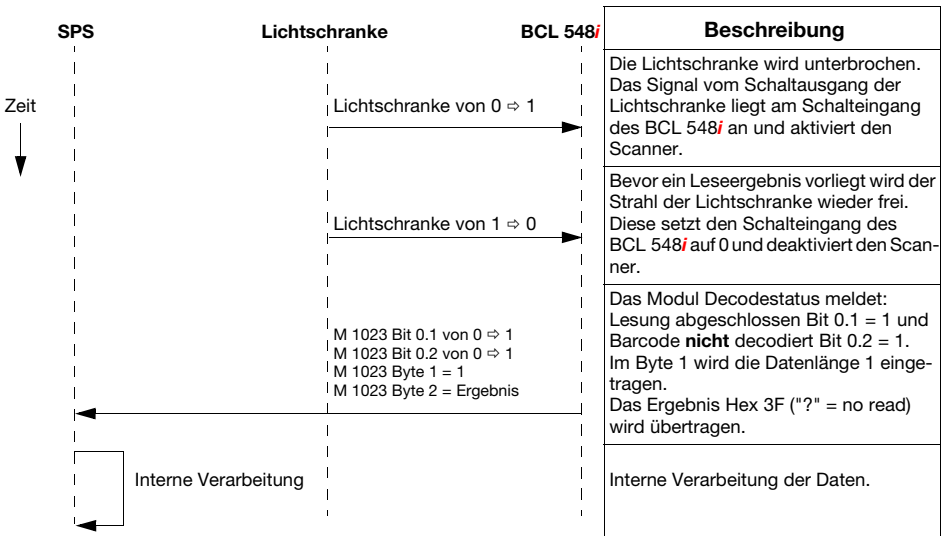 SPS
Lichtschranke
BCL 548i
Beschreibung
Zeit
Lichtschranke von 0 ⇨ 1
Die Lichtschranke wird unterbrochen.
Das Signal vom Schaltausgang der
Lichtschranke liegt am Schalteingang
des BCL 548i an und aktiviert den
Scanner.
Lichtschranke von 1 ⇨ 0
Bevor ein Leseergebnis vorliegt wird der
Strahl der Lichtschranke wieder frei.
Diese setzt den Schalteingang des
BCL 548i auf 0 und deaktiviert den Scan-
ner.
M 1023 Bit 0.1 von 0 ⇨ 1
M 1023 Bit 0.2 von 0 ⇨ 1
M 1023 Byte 1 = 1
M 1023 Byte 2 = Ergebnis
Das Modul Decodestatus meldet:
Lesung abgeschlossen Bit 0.1 = 1 und
Barcode nicht decodiert Bit 0.2 = 1.
Im Byte 1 wird die Datenlänge 1 einge-
tragen.
Das Ergebnis Hex 3F ("?" = no read)
wird übertragen.
Interne Verarbeitung
Interne Verarbeitung der Daten.